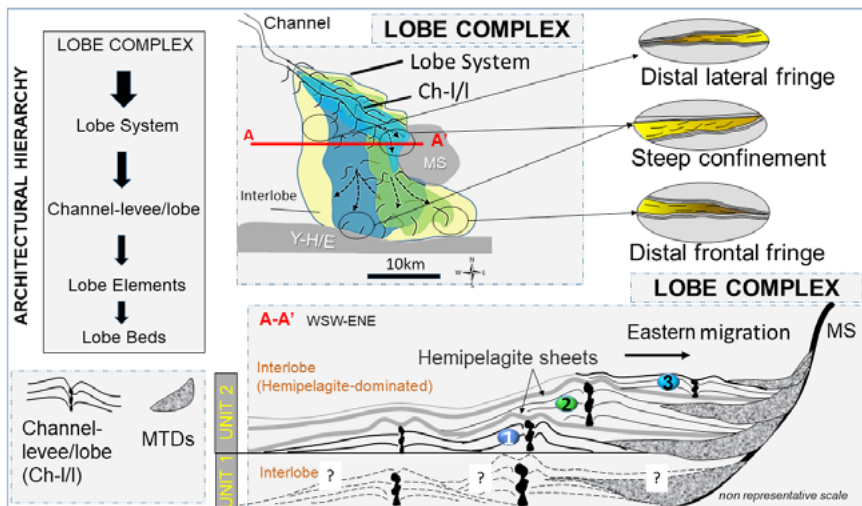 ARCHITECTURAL HIERARCHY
LOBE COMPLEX
Lobe System
Channel-levee/lobe
Lobe Elements
Lobe Beds
Channel
LOBE COMPLEX
Lobe System
Ch-l/l
A
A'
MS
Interlobe
Y-H/E
10km
N
W
E
S
Distal lateral fringe
Steep confinement
Distal frontal fringe
LOBE COMPLEX
Channel-
levee/lobe
(Ch-l/l)
MTDs
A-A' WSW-ENE
Eastern migration
MS
Interlobe
(Hemipelagite-dominated)
Hemipelagite sheets
3
2
1
UNIT 2
UNIT 1
Interlobe
?
?
?
non representative scale